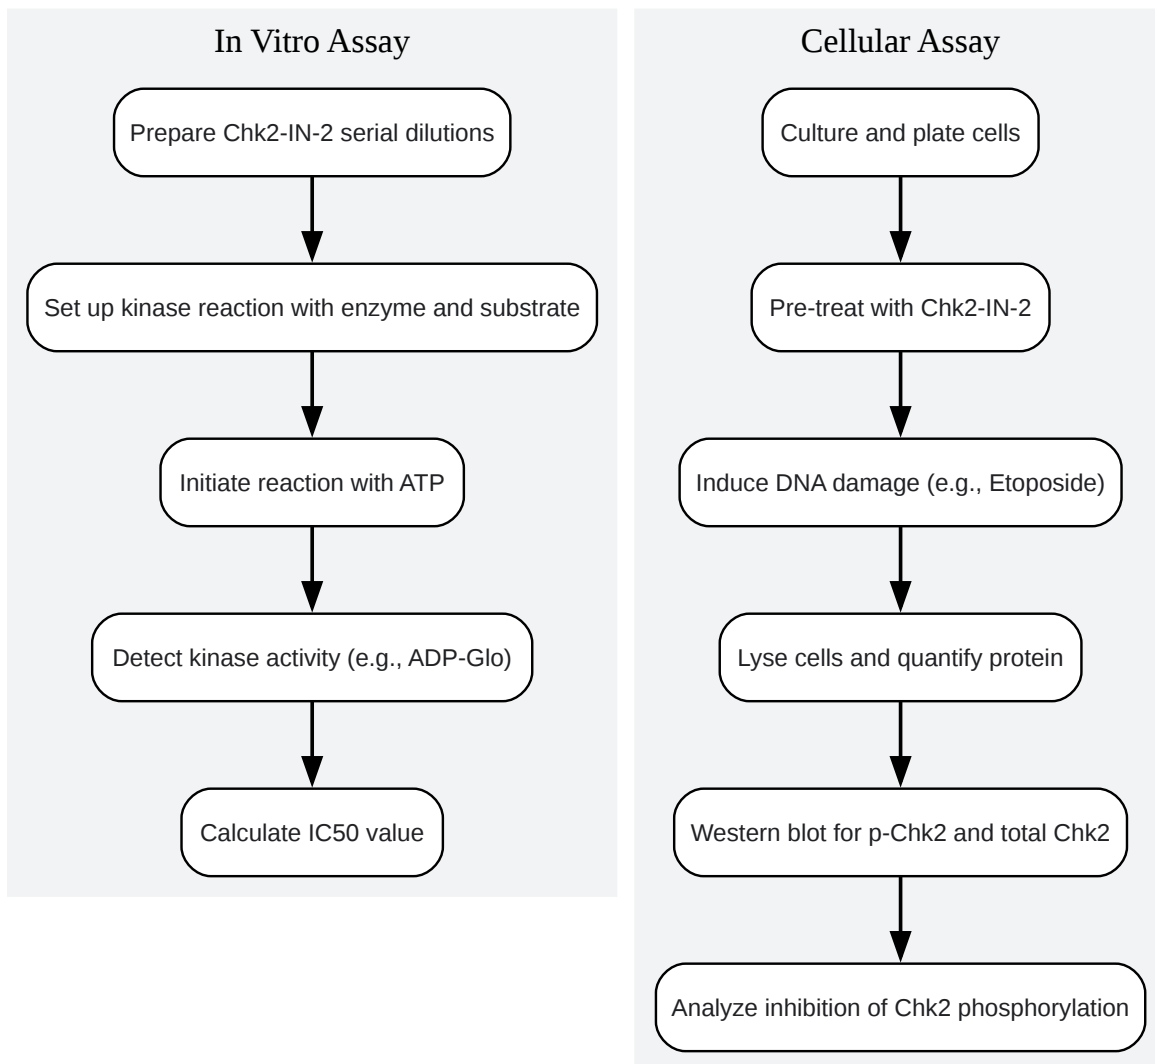 In Vitro Assay
Prepare Chk2-IN-2 serial dilutions
Set up kinase reaction with enzyme and substrate
Initiate reaction with ATP
Detect kinase activity (e.g., ADP-Glo)
Calculate IC50 value
Cellular Assay
Culture and plate cells
Pre-treat with Chk2-IN-2
Induce DNA damage (e.g., Etoposide)
Lyse cells and quantify protein
Western blot for p-Chk2 and total Chk2
Analyze inhibition of Chk2 phosphorylation